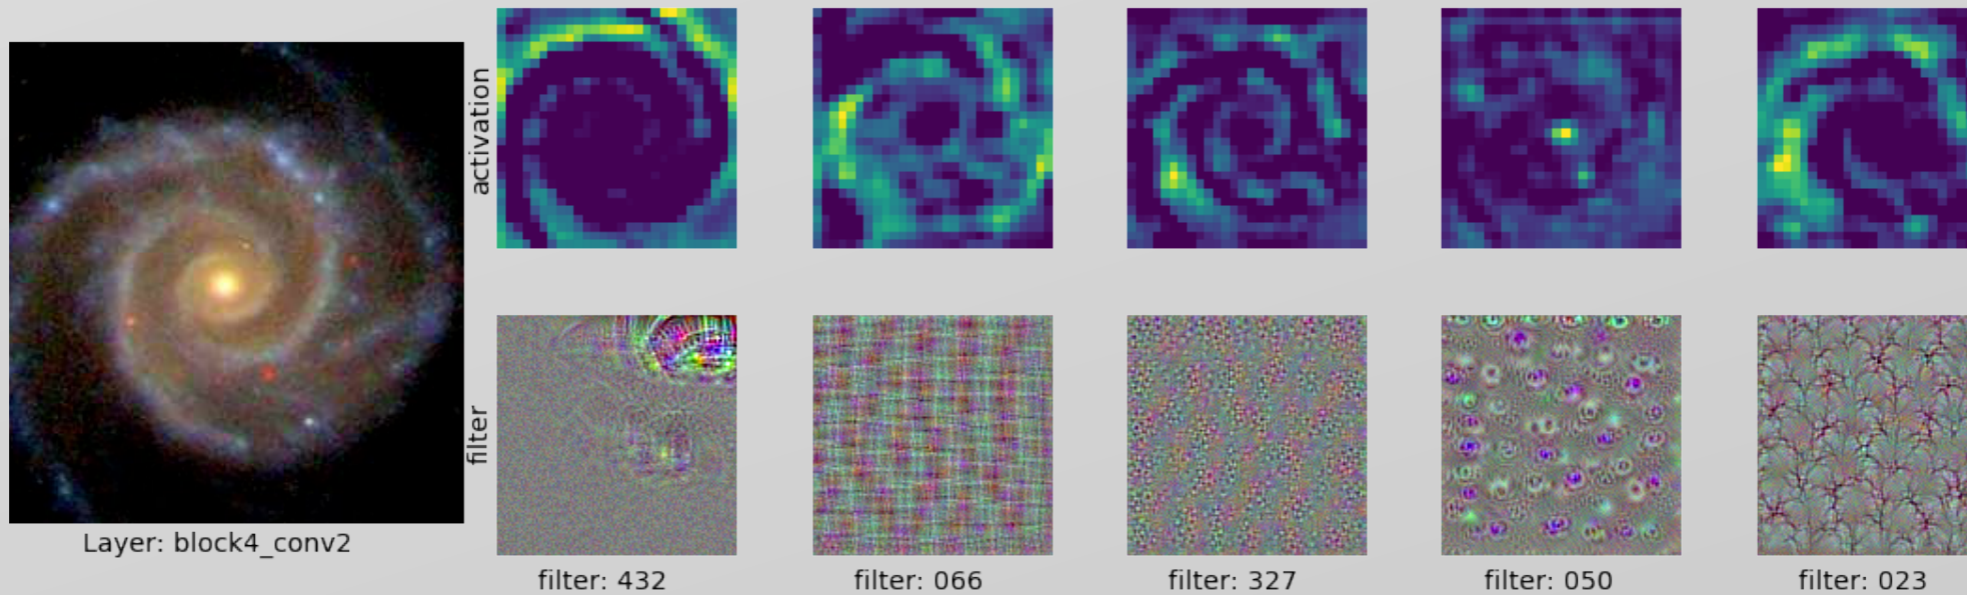 activation
filter
Layer: block4_conv2
filter: 432
filter: 066
filter: 327
filter: 050
filter: 023